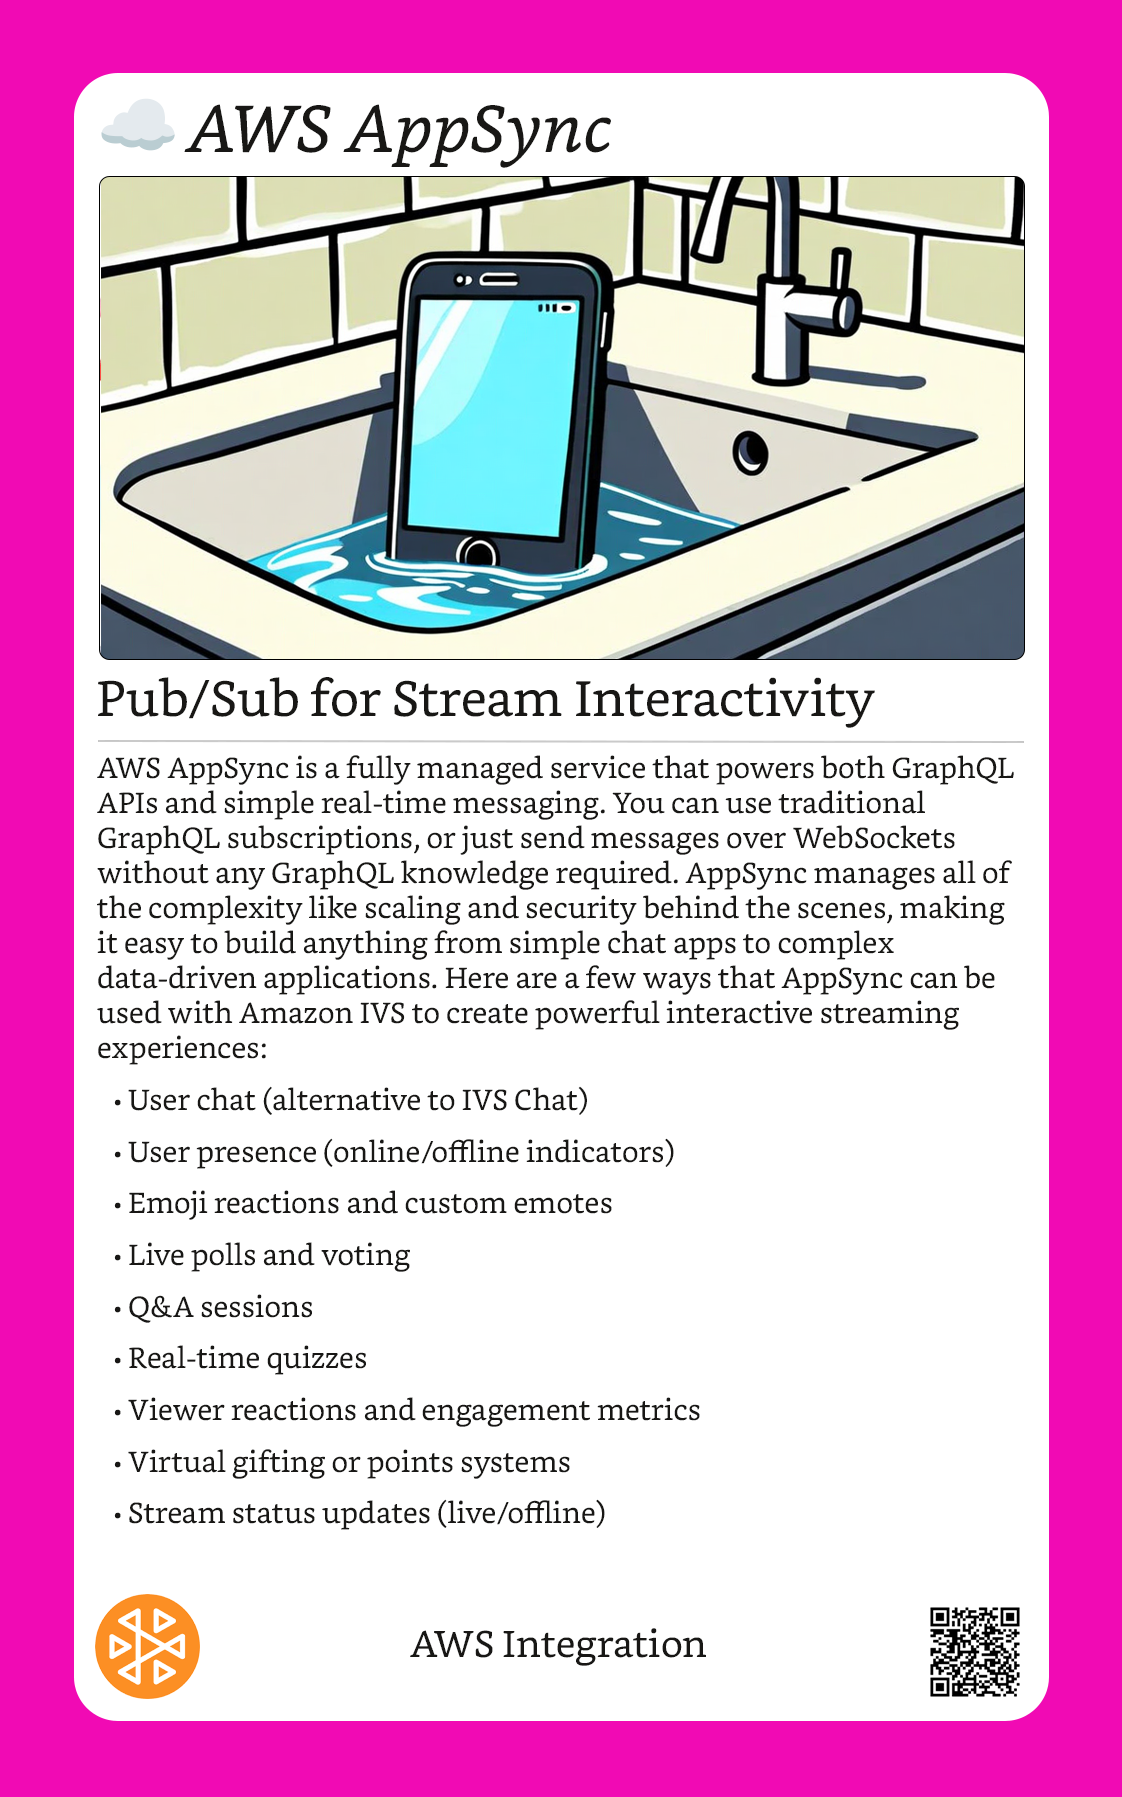 AWS AppSync
Pub/Sub for Stream Interactivity
AWS AppSync is a fully managed service that powers both GraphQL
APIs and simple real-time messaging. You can use traditional
GraphQL subscriptions, or just send messages over WebSockets
without any GraphQL knowledge required. AppSync manages all of
the complexity like scaling and security behind the scenes, making
it easy to build anything from simple chat apps to complex
data-driven applications. Here are a few ways that AppSync can be
used with Amazon IVS to create powerful interactive streaming
experiences:
• User chat (alternative to IVS Chat)
• User presence (online/offline indicators)
• Emoji reactions and custom emotes
• Live polls and voting
• Q&A sessions
• Real-time quizzes
• Viewer reactions and engagement metrics
• Virtual gifting or points systems
• Stream status updates (live/offline)
AWS Integration